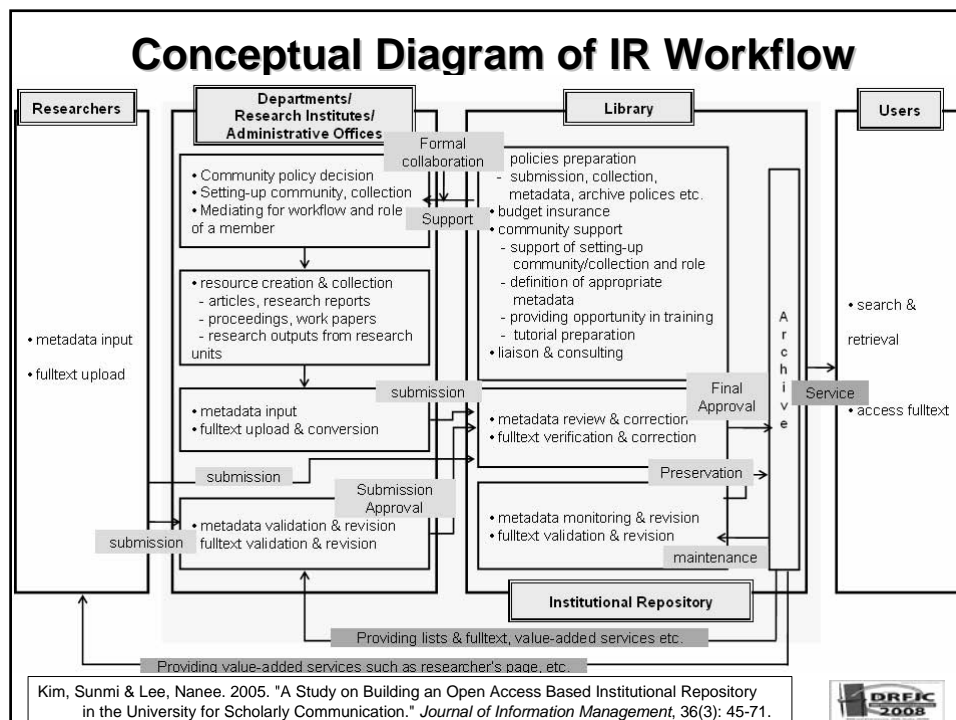 Conceptual Diagram of IR Workflow
Researchers
• metadata input
• fulltext upload
Departments/
Research Institutes/
Administrative Offices
• Community policy decision
• Setting-up community, collection
• Mediating for workflow and role
of a member
• resource creation & collection
- articles, research reports
- proceedings, work papers
- research outputs from research
units
• metadata input
• fulltext upload & conversion
• metadata validation & revision
fulltext validation & revision
Formal
collaboration
Support
submission
submission
submission
Submission
Approval
Library
policies preparation
- submission, collection,
metadata, archive polices etc.
• budget insurance
• community support
- support of setting-up
community/collection and role
- definition of appropriate
metadata
- providing opportunity in training
- tutorial preparation
• liaison & consulting
• metadata review & correction
• fulltext verification & correction
• metadata monitoring & revision
• fulltext validation & revision
Final
Approval
Preservation
maintenance
Archive
Institutional Repository
Service
Users
• search &
retrieval
• access fulltext
Providing lists & fulltext, value-added services etc.
Providing value-added services such as researcher's page, etc.
Kim, Sunmi & Lee, Nanee. 2005. "A Study on Building an Open Access Based Institutional Repository
in the University for Scholarly Communication." Journal of Information Management, 36(3): 45-71.
DRFIC
2008